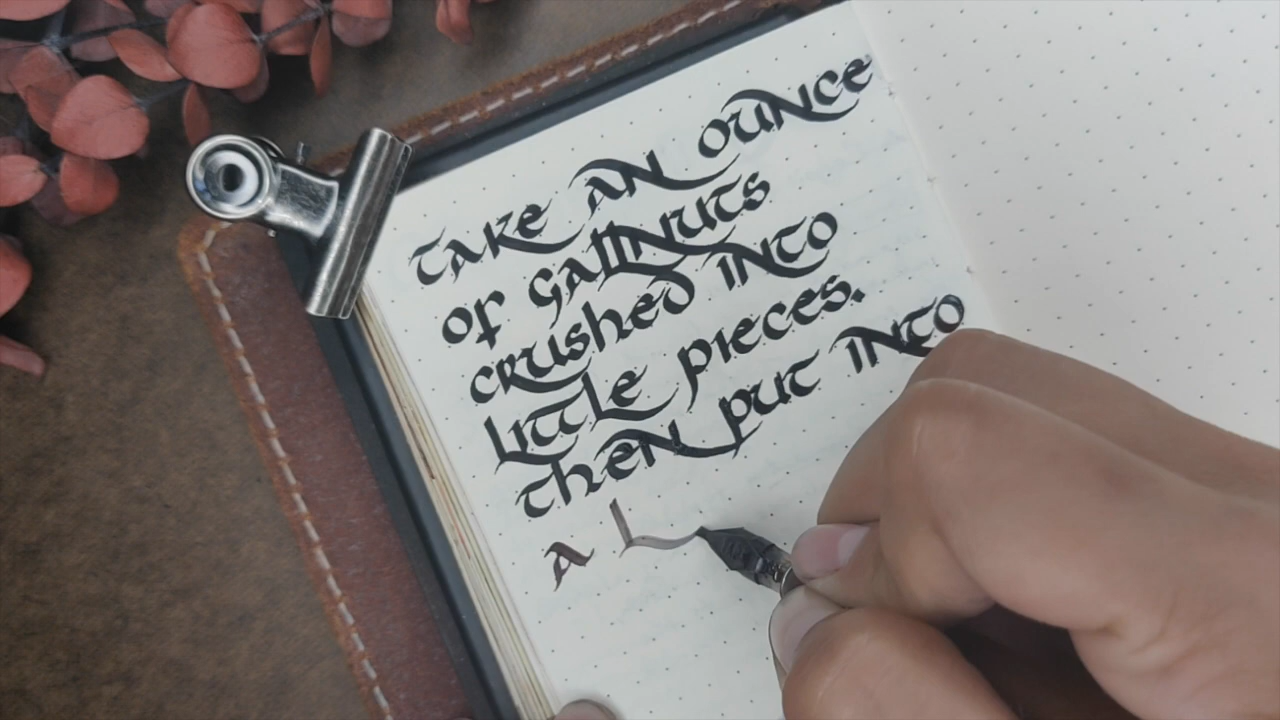 Take an ounce
of gallnuts
crushed into
little pieces.
then put into
a l